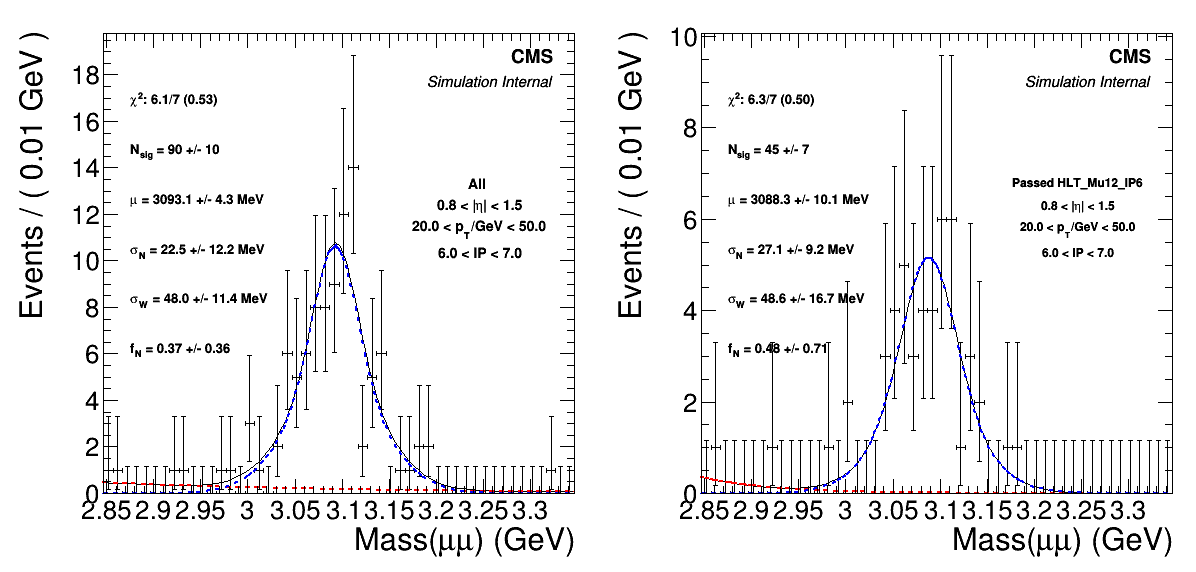 Events / ( 0.01 GeV )
18
16
14
12
10
8
6
4
2
0
CMS
Simulation Internal
χ²: 6.1/7 (0.53)
N_sig = 90 +/- 10
μ = 3093.1 +/- 4.3 MeV
σ_N = 22.5 +/- 12.2 MeV
σ_W = 48.0 +/- 11.4 MeV
f_N = 0.37 +/- 0.36
All
0.8 < |η| < 1.5
20.0 < p_T/GeV < 50.0
6.0 < IP < 7.0
2.85 2.9 2.95 3 3.05 3.1 3.15 3.2 3.25 3.3
Mass(μμ) (GeV)
Events / ( 0.01 GeV )
10
8
6
4
2
0
CMS
Simulation Internal
χ²: 6.3/7 (0.50)
N_sig = 45 +/- 7
μ = 3088.3 +/- 10.1 MeV
σ_N = 27.1 +/- 9.2 MeV
σ_W = 48.6 +/- 16.7 MeV
f_N = 0.48 +/- 0.71
Passed HLT_Mu12_IP6
0.8 < |η| < 1.5
20.0 < p_T/GeV < 50.0
6.0 < IP < 7.0
2.85 2.9 2.95 3 3.05 3.1 3.15 3.2 3.25 3.3
Mass(μμ) (GeV)